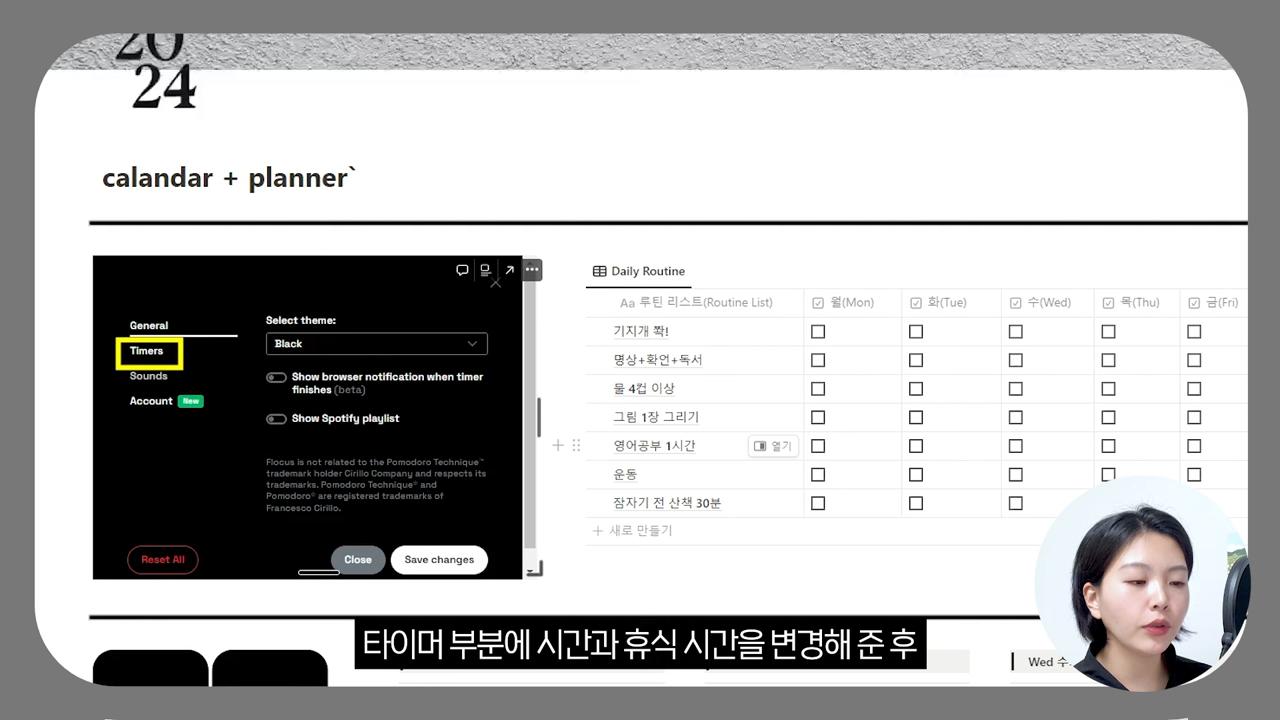 20
24
calandar + planner`
General
Timers
Sounds
Account New
Select theme:
Black
Show browser notification when timer
finishes (beta)
Show Spotify playlist
Flocus is not related to the Pomodoro Technique™
trademark holder Cirillo Company and respects its
trademarks. Pomodoro Technique® and
Pomodoro® are registered trademarks of
Francesco Cirillo.
Reset All
Close
Save changes
Daily Routine
Aa 루틴 리스트(Routine List) 월(Mon) 화(Tue) 수(Wed) 목(Thu) 금(Fri)
기지개 쫙!
명상+확언+독서
물 4컵 이상
그림 1장 그리기
영어공부 1시간 열기
운동
잠자기 전 산책 30분
+ 새로 만들기
Wed 수.
타이머 부분에 시간과 휴식 시간을 변경해 준 후